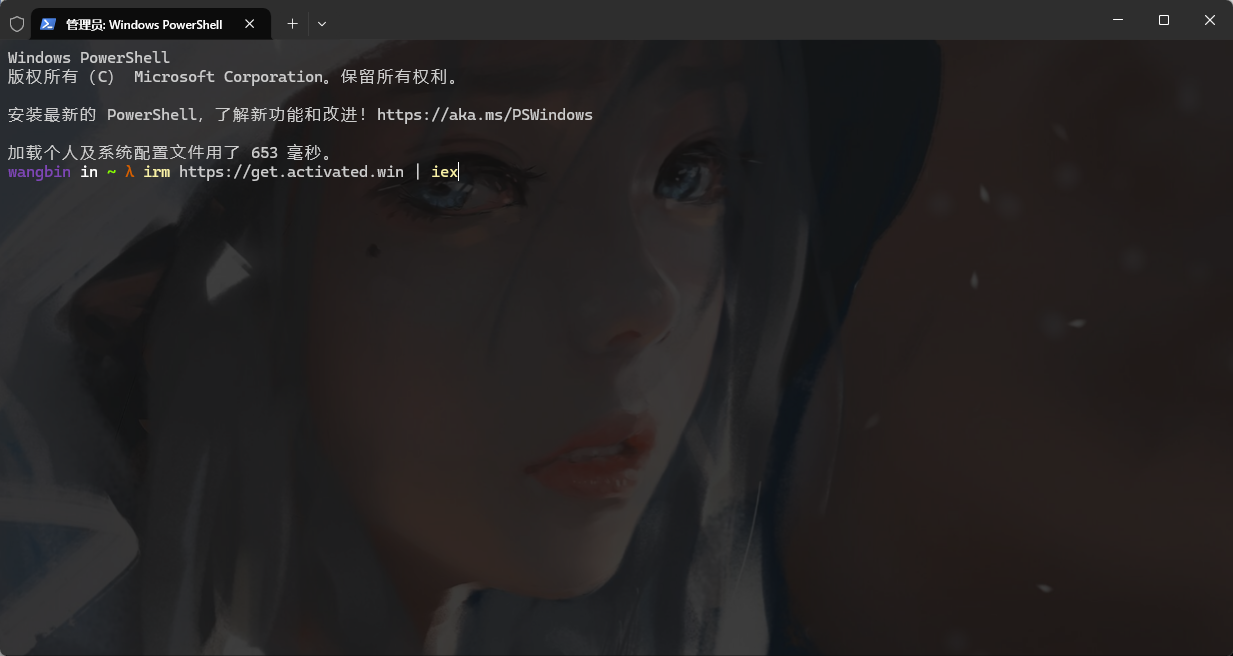 管理员: Windows PowerShell
Windows PowerShell
版权所有 (C) Microsoft Corporation。保留所有权利。
安装最新的 PowerShell,了解新功能和改进!https://aka.ms/PSWindows
加载个人及系统配置文件用了 653 毫秒。
wangbin in ~ λ irm https://get.activated.win | iex